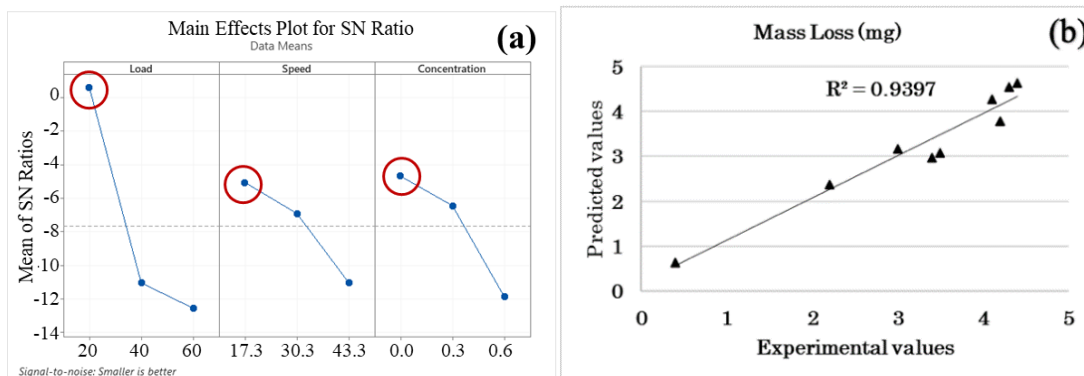 Main Effects Plot for SN Ratio
(a)
Data Means
Load Speed Concentration
Mean of SN Ratios
0
-2
-4
-6
-8
-10
-12
-14
20 40 60 17.3 30.3 43.3 0.0 0.3 0.6
Signal-to-noise: Smaller is better
(b)
Mass Loss (mg)
R² = 0.9397
Predicted values
5
4
3
2
1
0
0 1 2 3 4 5
Experimental values